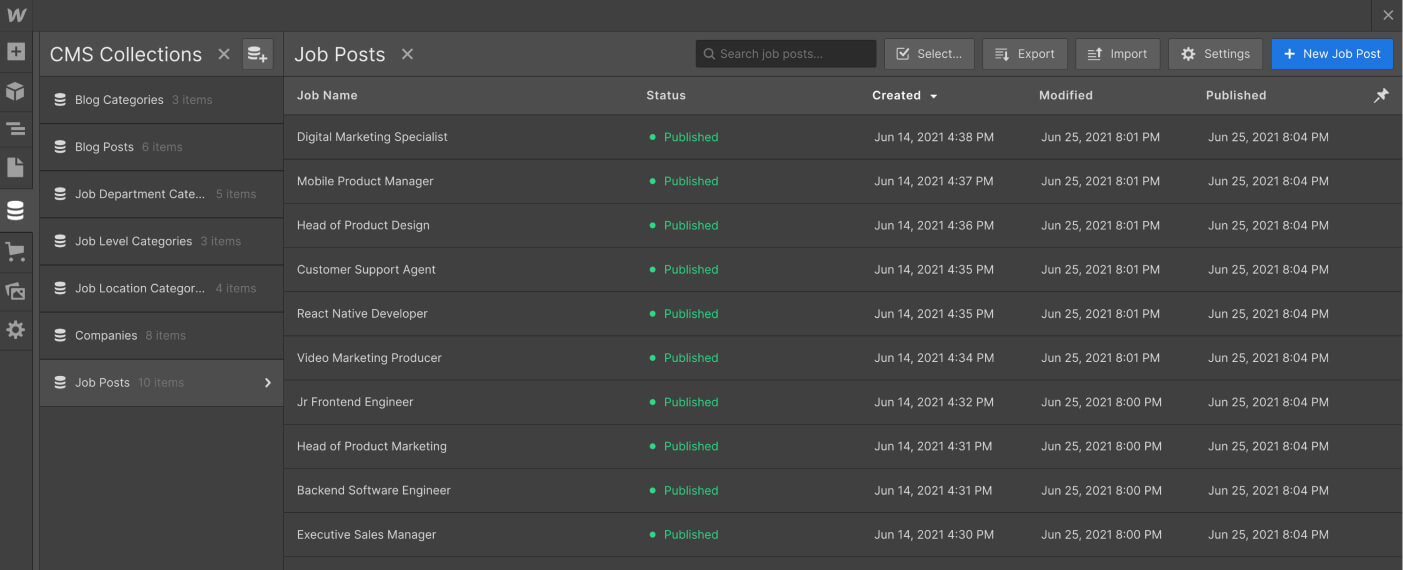 W
CMS Collections
Job Posts
Search job posts...
Select...
Export
Import
Settings
+ New Job Post
Blog Categories 3 items
Blog Posts 6 items
Job Department Cate... 5 items
Job Level Categories 3 items
Job Location Categor... 4 items
Companies 8 items
Job Posts 10 items
Job Name Status Created Modified Published
Digital Marketing Specialist Published Jun 14, 2021 4:38 PM Jun 25, 2021 8:01 PM Jun 25, 2021 8:04 PM
Mobile Product Manager Published Jun 14, 2021 4:37 PM Jun 25, 2021 8:01 PM Jun 25, 2021 8:04 PM
Head of Product Design Published Jun 14, 2021 4:36 PM Jun 25, 2021 8:01 PM Jun 25, 2021 8:04 PM
Customer Support Agent Published Jun 14, 2021 4:35 PM Jun 25, 2021 8:01 PM Jun 25, 2021 8:04 PM
React Native Developer Published Jun 14, 2021 4:35 PM Jun 25, 2021 8:01 PM Jun 25, 2021 8:04 PM
Video Marketing Producer Published Jun 14, 2021 4:34 PM Jun 25, 2021 8:01 PM Jun 25, 2021 8:04 PM
Jr Frontend Engineer Published Jun 14, 2021 4:32 PM Jun 25, 2021 8:00 PM Jun 25, 2021 8:04 PM
Head of Product Marketing Published Jun 14, 2021 4:31 PM Jun 25, 2021 8:00 PM Jun 25, 2021 8:04 PM
Backend Software Engineer Published Jun 14, 2021 4:31 PM Jun 25, 2021 8:00 PM Jun 25, 2021 8:04 PM
Executive Sales Manager Published Jun 14, 2021 4:30 PM Jun 25, 2021 8:00 PM Jun 25, 2021 8:04 PM